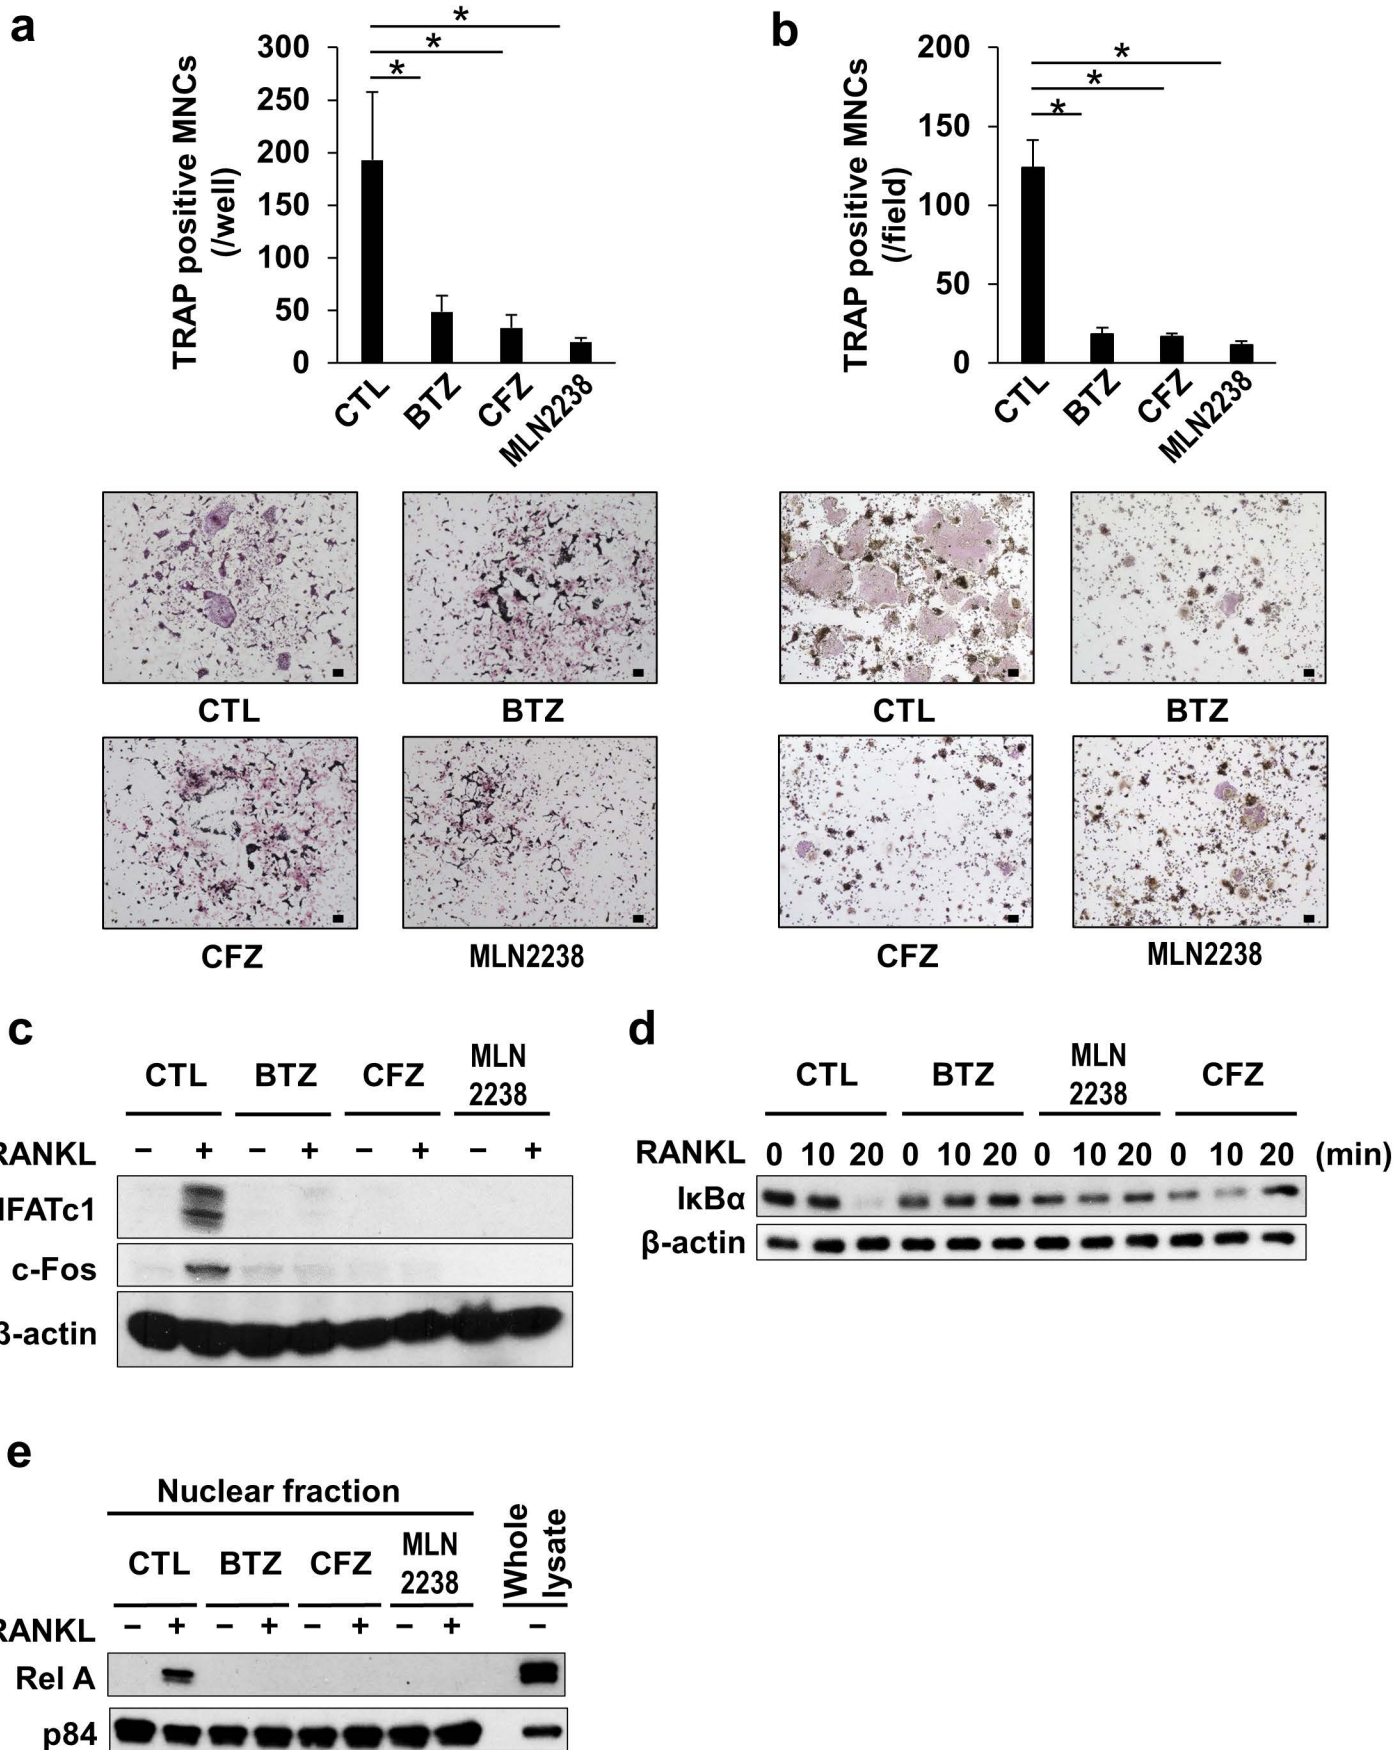 a
*
*
*
300
250
200
150
100
50
0
TRAP positive MNCs
(/well)
CTL
BTZ
CFZ
MLN2238
b
*
*
*
200
150
100
50
0
TRAP positive MNCs
(/field)
CTL
BTZ
CFZ
MLN2238
CTL
BTZ
CFZ
MLN2238
CTL
BTZ
CFZ
MLN2238
c
CTL BTZ CFZ MLN
2238
RANKL − + − + − + − +
NFATc1
c-Fos
β-actin
d
CTL BTZ MLN
2238 CFZ
RANKL 0 10 20 0 10 20 0 10 20 0 10 20 (min)
IκBα
β-actin
e
Nuclear fraction
Whole
lysate
CTL BTZ CFZ MLN
2238
RANKL − + − + − + − + −
Rel A
p84